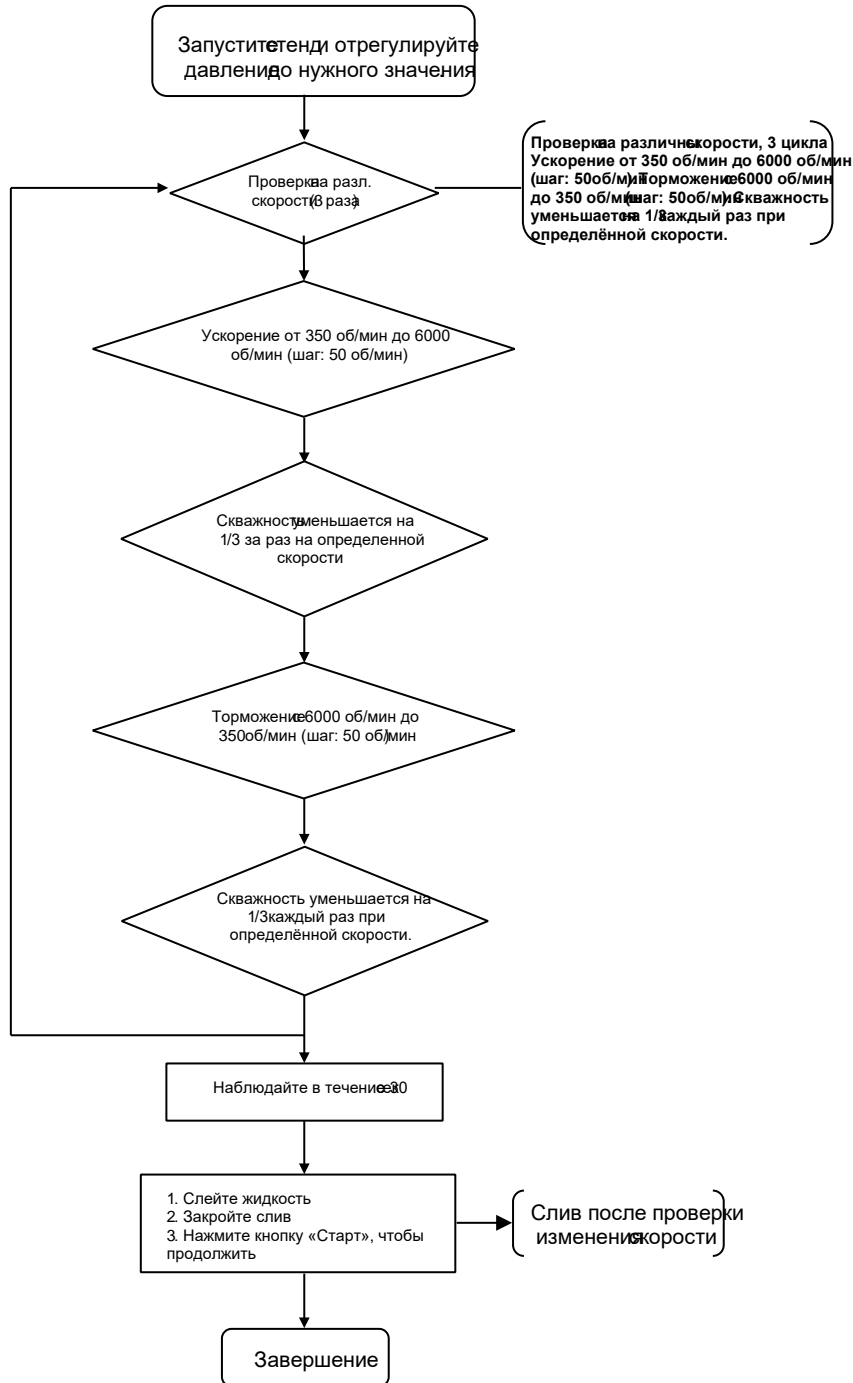 Запустите стенд и отрегулируйте
давление до нужного значения.
Проверка на разл.
скорости (3 раза)
Проверка на различных скорости, 3 цикла
Ускорение от 350 об/мин до 6000 об/мин
(шаг: 50об/мин). Торможение с 6000 об/мин
до 350 об/мин (шаг: 50об/мин). Скважность
уменьшается на 1/3 каждый раз при
определённой скорости.
Ускорение от 350 об/мин до 6000
об/мин (шаг: 50 об/мин)
Скважность уменьшается на
1/3 за раз на определенной
скорости
Торможение с 6000 об/мин до
350об/мин (шаг: 50 об/мин)
Скважность уменьшается на
1/3каждый раз при
определённой скорости.
Наблюдайте в течение 30 сек
1. Слейте жидкость
2. Закройте слив
3. Нажмите кнопку «Старт», чтобы
продолжить
Слив после проверки
изменения скорости
Завершение